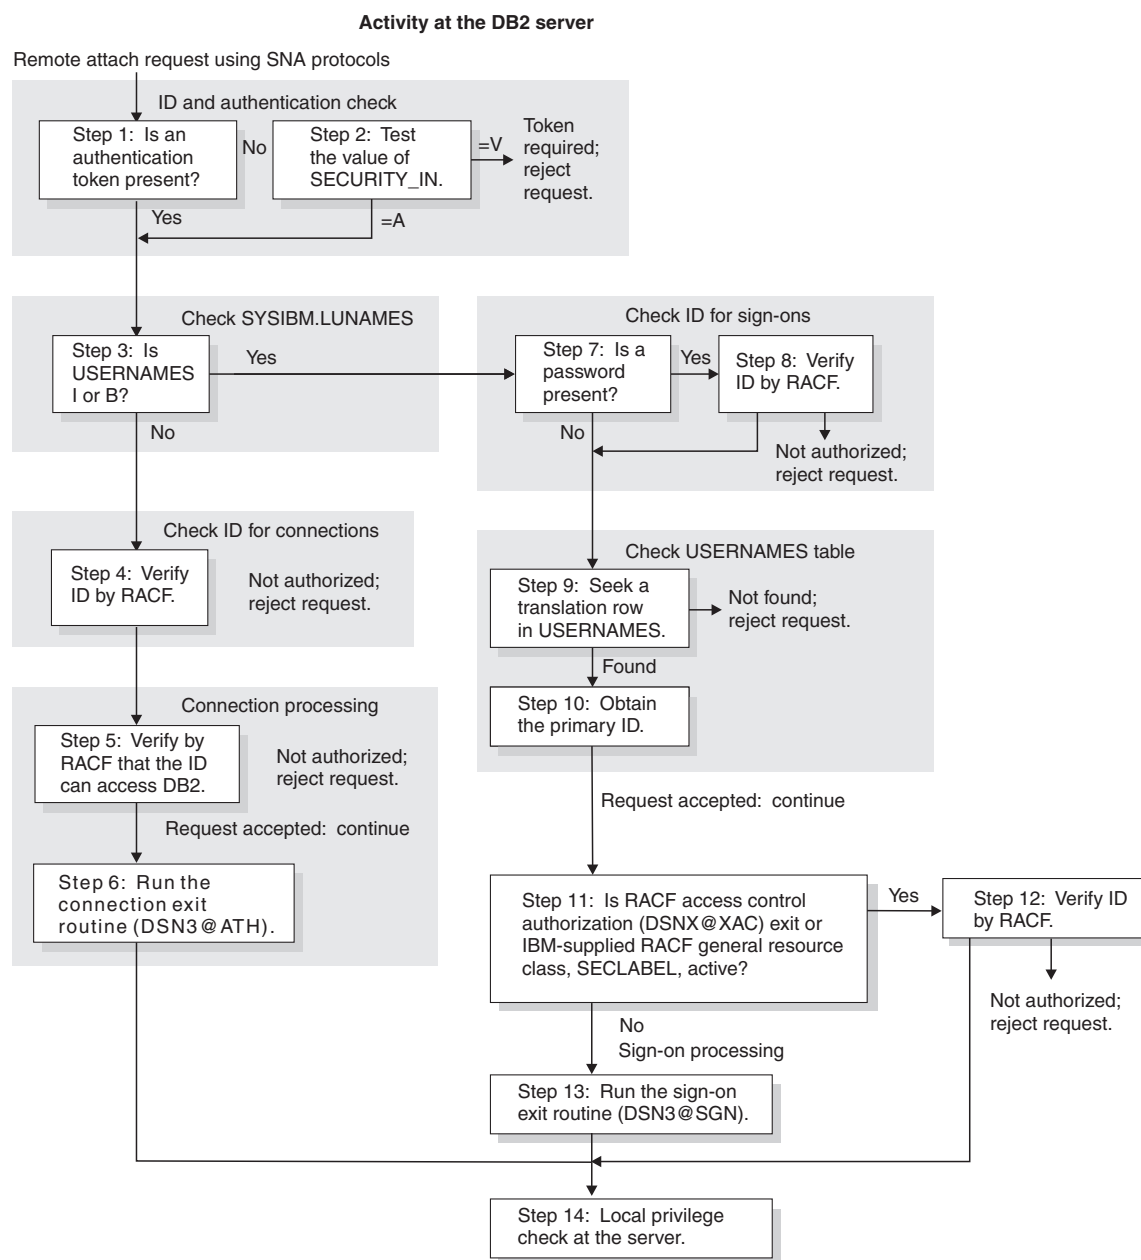 Activity at the DB2 server
Remote attach request using SNA protocols
ID and authentication check
Step 1: Is an
authentication
token present?
No
Step 2: Test
the value of
SECURITY_IN.
=V
Token
required;
reject
request.
Yes
=A
Check SYSIBM.LUNAMES
Step 3: Is
USERNAMES
I or B?
Yes
No
Check ID for sign-ons
Step 7: Is a
password
present?
Yes
Step 8: Verify
ID by RACF.
No
Not authorized;
reject request.
Check ID for connections
Step 4: Verify
ID by RACF.
Not authorized;
reject request.
Check USERNAMES table
Step 9: Seek a
translation row
in USERNAMES.
Not found;
reject request.
Found
Step 10: Obtain
the primary ID.
Connection processing
Step 5: Verify by
RACF that the ID
can access DB2.
Not authorized;
reject request.
Request accepted: continue
Step 6: Run the
connection exit
routine (DSN3@ATH).
Request accepted: continue
Step 11: Is RACF access control
authorization (DSNX@XAC) exit or
IBM-supplied RACF general resource
class, SECLABEL, active?
Yes
Step 12: Verify ID
by RACF.
Not authorized;
reject request.
No
Sign-on processing
Step 13: Run the sign-on
exit routine (DSN3@SGN).
Step 14: Local privilege
check at the server.